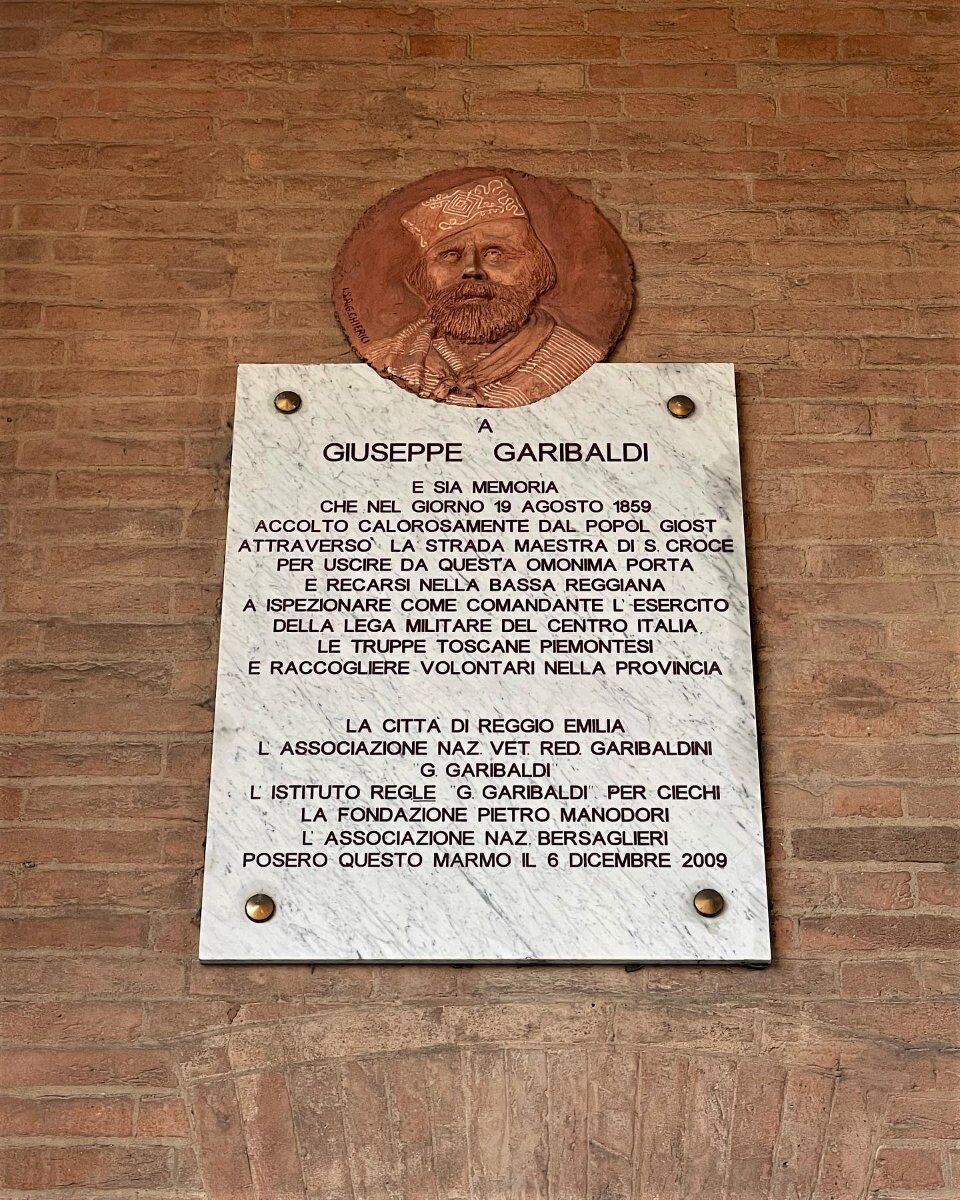 I.SAGGHIERIO
A
GIUSEPPE GARIBALDI
E SIA MEMORIA
CHE NEL GIORNO 19 AGOSTO 1859
ACCOLTO CALOROSAMENTE DAL POPOL GIOST
ATTRAVERSO' LA STRADA MAESTRA DI S. CROCE
PER USCIRE DA QUESTA OMONIMA PORTA
E RECARSI NELLA BASSA REGGIANA
A ISPEZIONARE COME COMANDANTE L' ESERCITO
DELLA LEGA MILITARE DEL CENTRO ITALIA,
LE TRUPPE TOSCANE PIEMONTESI
E RACCOGLIERE VOLONTARI NELLA PROVINCIA
LA CITTA' DI REGGIO EMILIA
L' ASSOCIAZIONE NAZ. VET. RED. GARIBALDINI
"G. GARIBALDI"
L' ISTITUTO REGLE "G. GARIBALDI" PER CIECHI
LA FONDAZIONE PIETRO MANODORI
L' ASSOCIAZIONE NAZ. BERSAGLIERI
POSERO QUESTO MARMO IL 6 DICEMBRE 2009